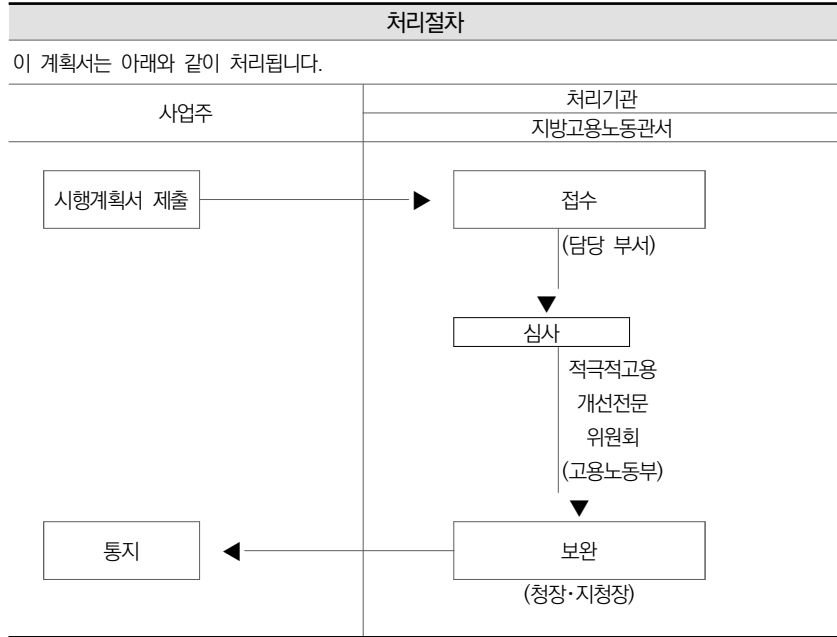 처리절차
이 계획서는 아래와 같이 처리됩니다.
사업주
처리기관
지방고용노동관서
시행계획서 제출
접수
(담당 부서)
심사
적극적고용
개선전문
위원회
(고용노동부)
통지
보완
(청장·지청장)